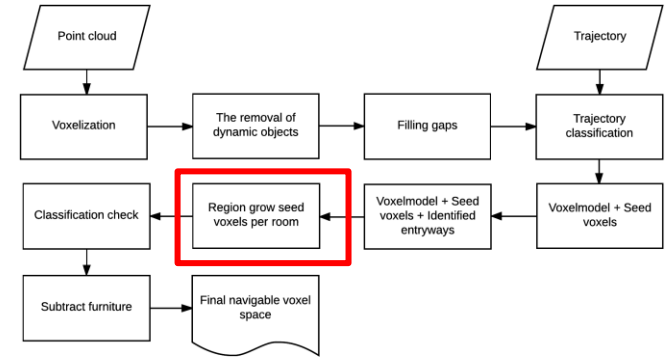 Point cloud
Trajectory
Voxelization
The removal of
dynamic objects
Filling gaps
Trajectory
classification
Classification check
Region grow seed
voxels per room
Voxelmodel + Seed
voxels + Identified
entryways
Voxelmodel + Seed
voxels
Subtract furniture
Final navigable voxel
space